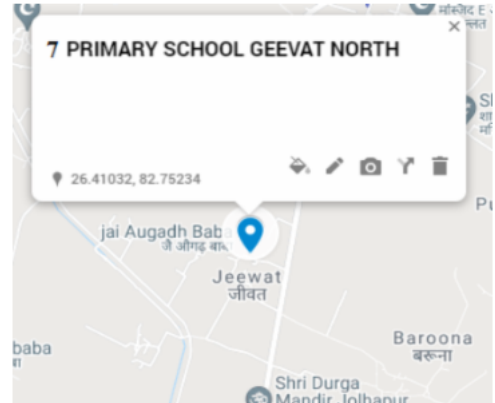 मस्जिद E
7 PRIMARY SCHOOL GEEVAT NORTH
26.41032, 82.75234
jai Augadh Baba
जै औगढ़ बाबा
Jeewat
जीवत
Baroona
बरूना
baba
Shri Durga
Mandir Jolhapur